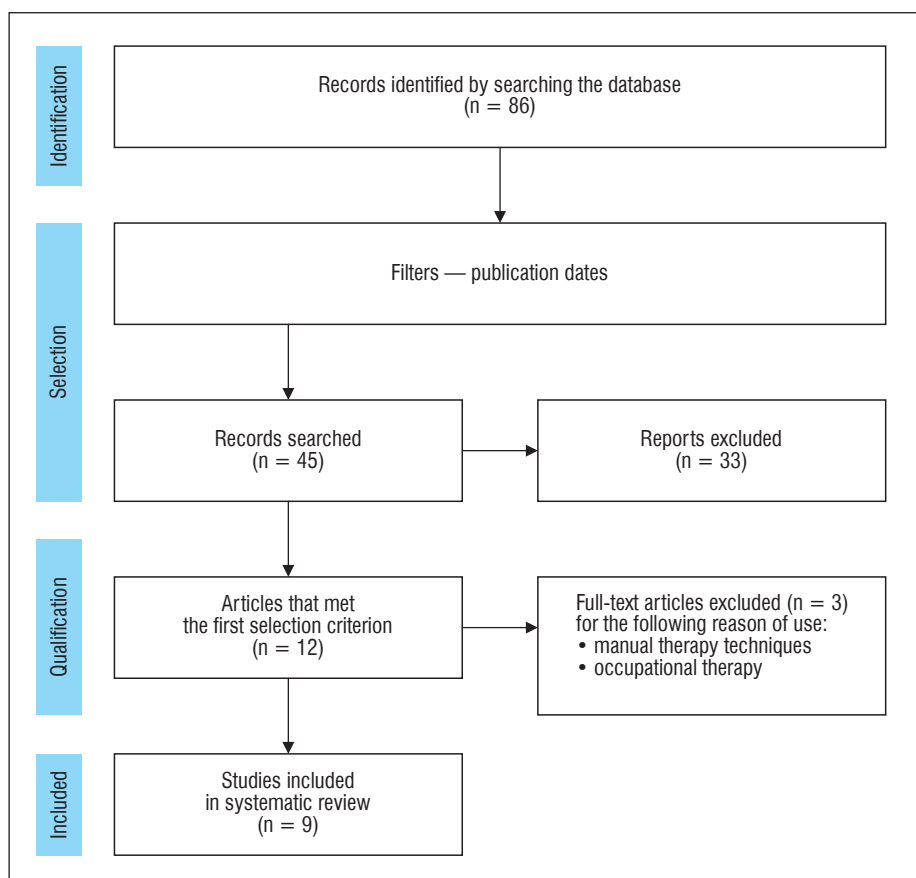 Identification
Records identified by searching the database
(n = 86)
Selection
Filters — publication dates
Records searched
(n = 45)
Reports excluded
(n = 33)
Qualification
Articles that met
the first selection criterion
(n = 12)
Full-text articles excluded (n = 3)
for the following reason of use:
• manual therapy techniques
• occupational therapy
Included
Studies included
in systematic review
(n = 9)